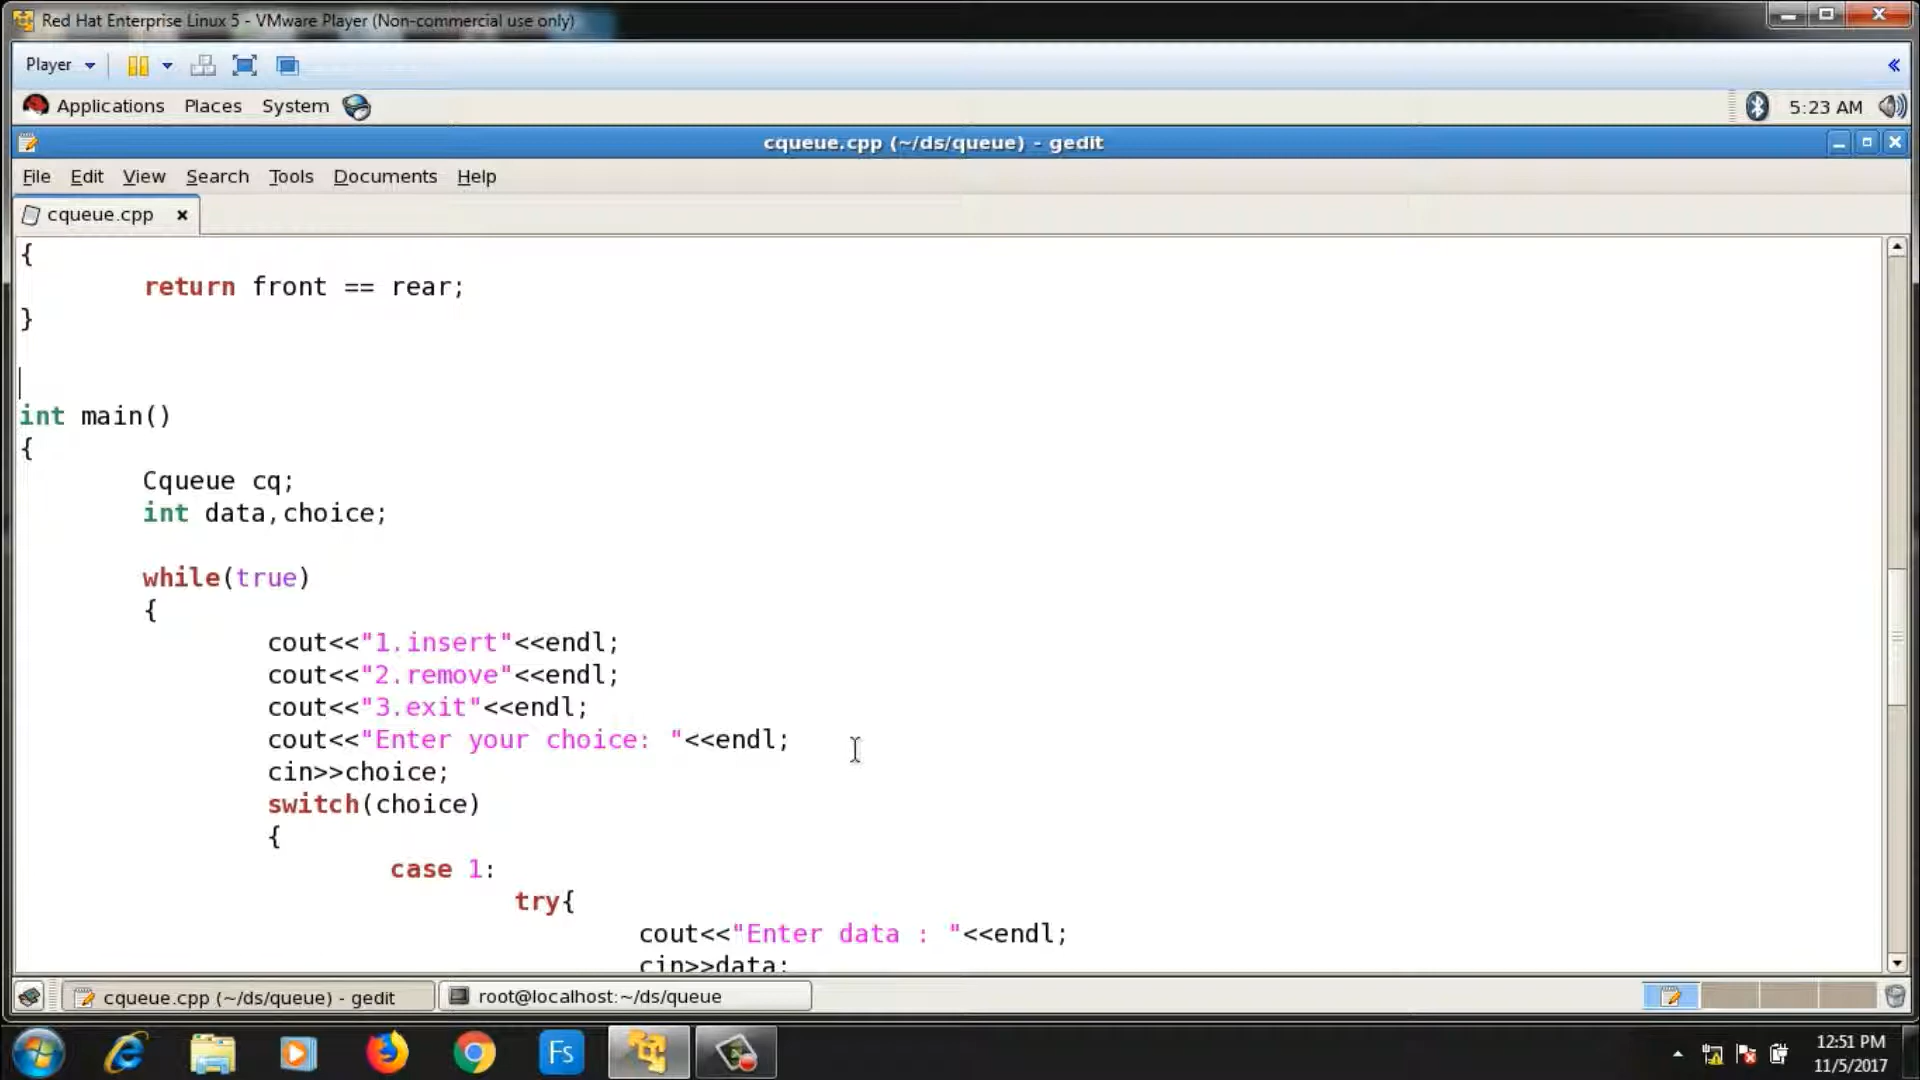 Red Hat Enterprise Linux 5 - VMware Player (Non-commercial use only)
Player
Applications Places System 5:23 AM
cqueue.cpp (~/ds/queue) - gedit
File Edit View Search Tools Documents Help
cqueue.cpp
{
return front == rear;
}
int main()
{
Cqueue cq;
int data,choice;
while(true)
{
cout<<"1.insert"<<endl;
cout<<"2.remove"<<endl;
cout<<"3.exit"<<endl;
cout<<"Enter your choice: "<<endl;
cin>>choice;
switch(choice)
{
case 1:
try{
cout<<"Enter data : "<<endl;
cin>>data;
cqueue.cpp (~/ds/queue) - gedit root@localhost:~/ds/queue
Fs
12:51 PM
11/5/2017